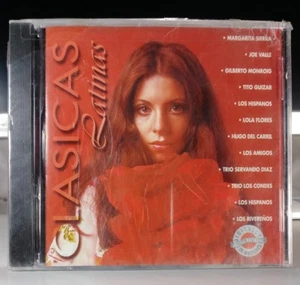 CLASICAS
Latinas
• MARGARITA SIERRA
• JOE VALLE
• GILBERTO MONROIG
• TITO GUIZAR
• LOS HISPANOS
• LOLA FLORES
• HUGO DEL CARRIL
• LOS AMIGOS
• TRIO SERVANDO DIAZ
• TRIO LOS CONDES
• LOS HISPANOS
• LOS RIVEREÑOS